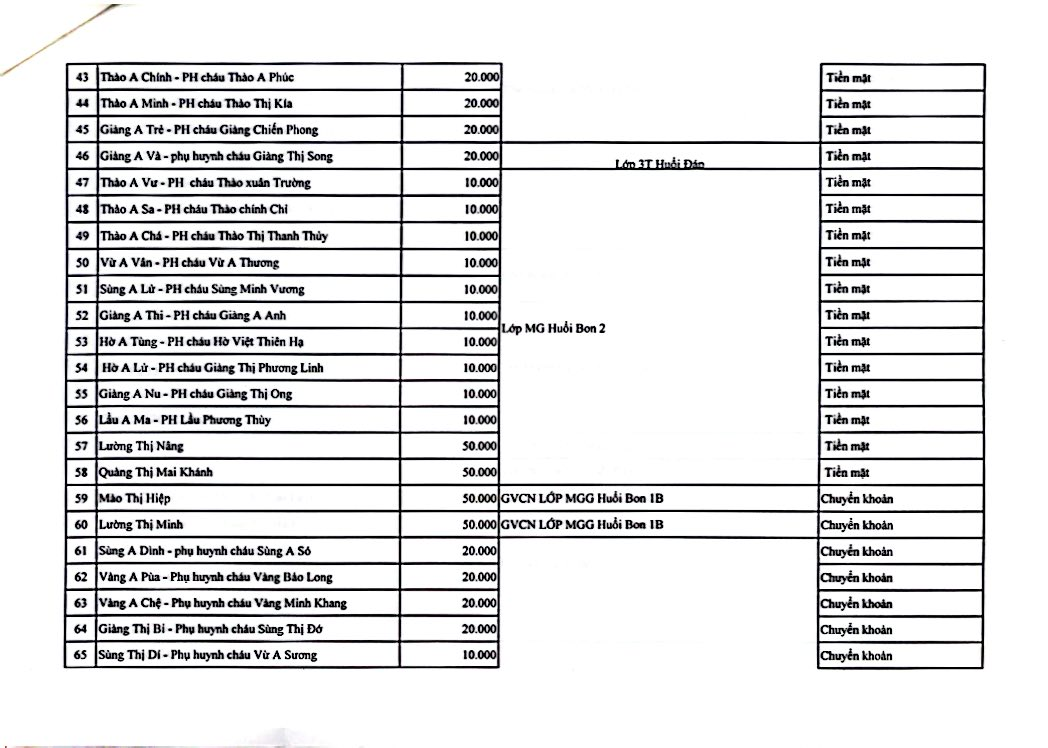 43 Thào A Chính - PH cháu Thào A Phúc 20.000 Tiền mặt
44 Thào A Minh - PH cháu Thào Thị Kía 20.000 Tiền mặt
45 Giàng A Trê - PH cháu Giàng Chiến Phong 20.000 Tiền mặt
46 Giàng A Và - phụ huynh cháu Giàng Thị Song 20.000 Lớp 3T Huổi Đáp Tiền mặt
47 Thào A Vư - PH cháu Thào xuân Trường 10.000 Tiền mặt
48 Thào A Sa - PH cháu Thào chính Chỉ 10.000 Tiền mặt
49 Thào A Chá - PH cháu Thào Thị Thanh Thủy 10.000 Tiền mặt
50 Vừ A Vân - PH cháu Vừ A Thương 10.000 Tiền mặt
51 Sùng A Lử - PH cháu Sùng Minh Vương 10.000 Tiền mặt
52 Giàng A Thi - PH cháu Giàng A Anh 10.000 Tiền mặt
Lớp MG Huổi Bon 2
53 Hờ A Tùng - PH cháu Hờ Việt Thiên Hạ 10.000 Tiền mặt
54 Hờ A Lử - PH cháu Giàng Thị Phương Linh 10.000 Tiền mặt
55 Giàng A Nu - PH cháu Giàng Thị Ong 10.000 Tiền mặt
56 Lầu A Ma - PH Lầu Phương Thùy 10.000 Tiền mặt
57 Lường Thị Nâng 50.000 Tiền mặt
58 Quàng Thị Mai Khánh 50.000 Tiền mặt
59 Mào Thị Hiệp 50.000 GVCN LỚP MGG Huổi Bon 1B Chuyển khoản
60 Lường Thị Minh 50.000 GVCN LỚP MGG Huổi Bon 1B Chuyển khoản
61 Sùng A Dình - phụ huynh cháu Sùng A Sô 20.000 Chuyển khoản
62 Vàng A Pùa - Phụ huynh cháu Vàng Bảo Long 20.000 Chuyển khoản
63 Vàng A Chệ - Phụ huynh cháu Vàng Minh Khang 20.000 Chuyển khoản
64 Giàng Thị Bi - Phụ huynh cháu Sùng Thị Đớ 20.000 Chuyển khoản
65 Sùng Thị Dí - Phụ huynh cháu Vừ A Sương 10.000 Chuyển khoản